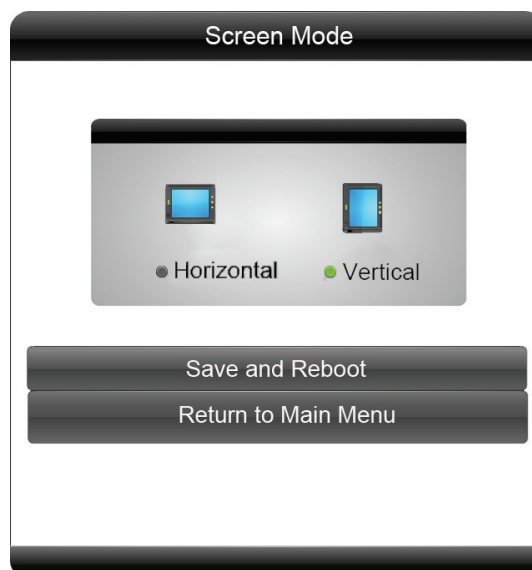 Screen Mode
Horizontal Vertical
Save and Reboot
Return to Main Menu